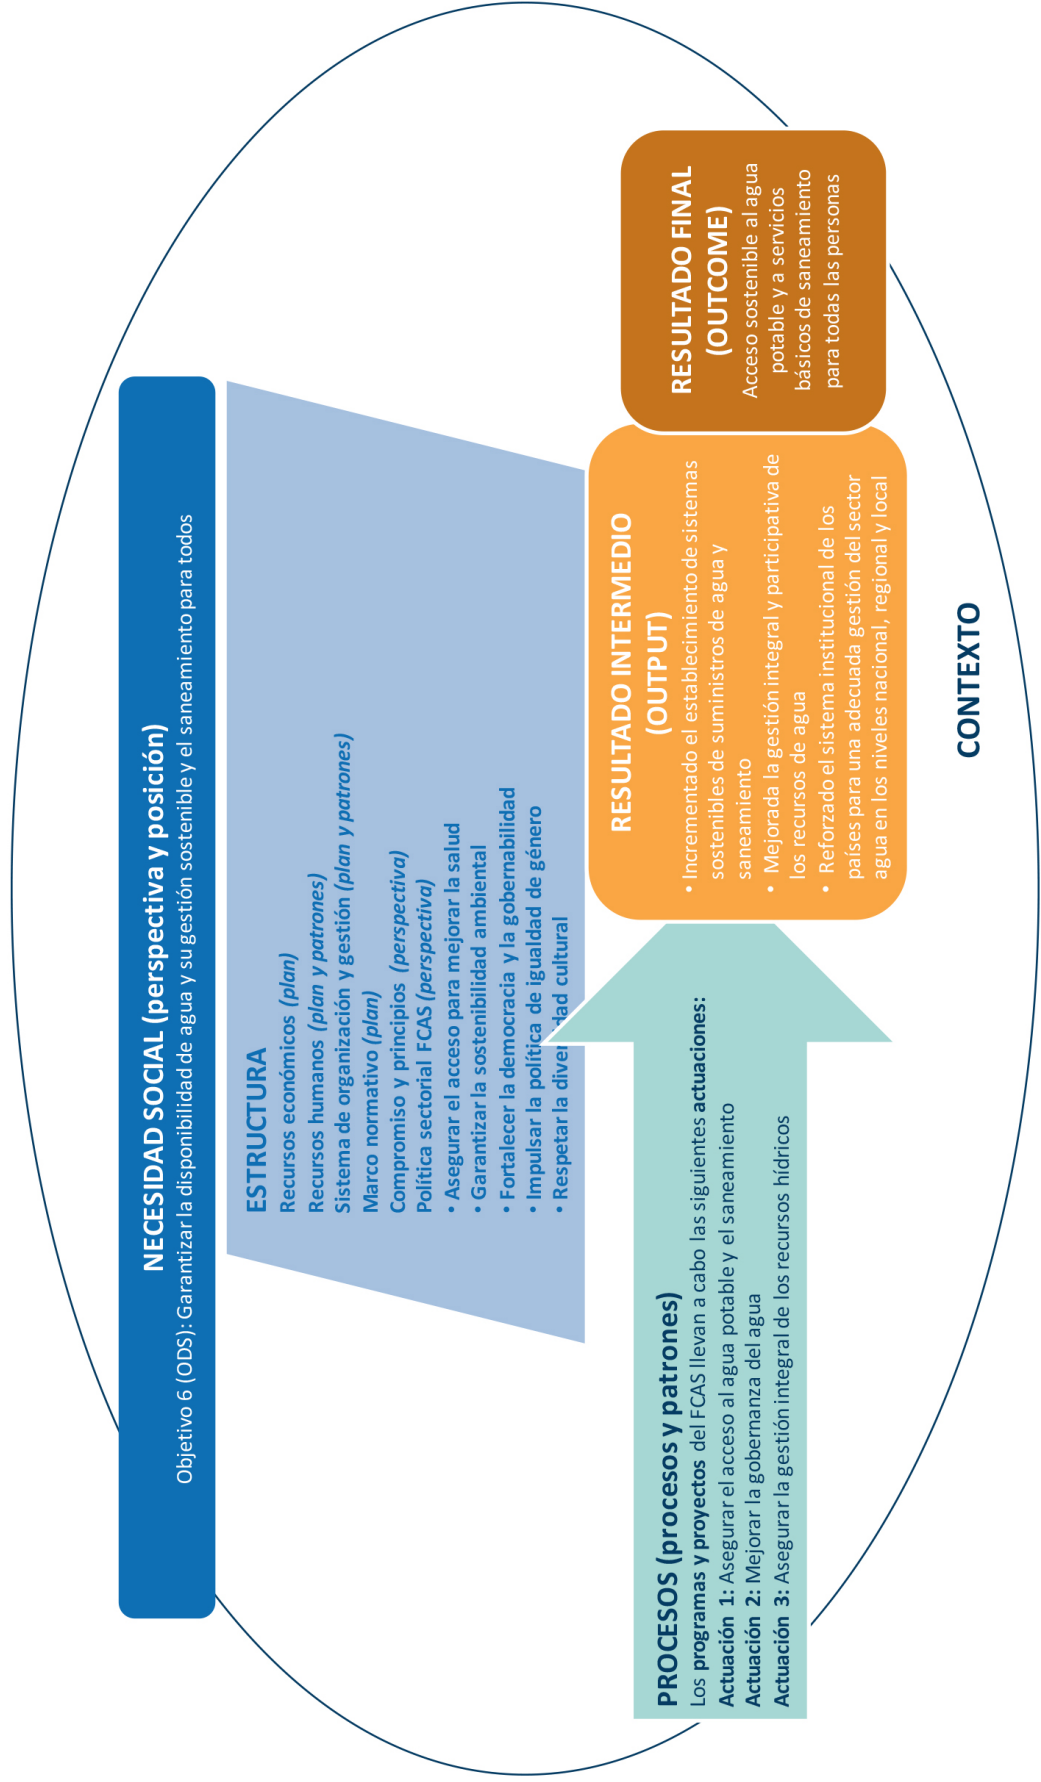 NECESIDAD SOCIAL (perspectiva y posición)
Objetivo 6 (ODS): Garantizar la disponibilidad de agua y su gestión sostenible y el saneamiento para todos
ESTRUCTURA
Recursos económicos (plan)
Recursos humanos (plan y patrones)
Sistema de organización y gestión (plan y patrones)
Marco normativo (plan)
Compromiso y principios (perspectiva)
Política sectorial FCAS (perspectiva)
• Asegurar el acceso para mejorar la salud
• Garantizar la sostenibilidad ambiental
• Fortalecer la democracia y la gobernabilidad
• Impulsar la política de igualdad de género
• Respetar la diversidad cultural
PROCESOS (procesos y patrones)
Los programas y proyectos del FCAS llevan a cabo las siguientes actuaciones:
Actuación 1: Asegurar el acceso al agua potable y el saneamiento
Actuación 2: Mejorar la gobernanza del agua
Actuación 3: Asegurar la gestión integral de los recursos hídricos
RESULTADO INTERMEDIO
(OUTPUT)
• Incrementado el establecimiento de sistemas
sostenibles de suministros de agua y
saneamiento
• Mejorada la gestión integral y participativa de
los recursos de agua
• Reforzado el sistema institucional de los
países para una adecuada gestión del sector
agua en los niveles nacional, regional y local
RESULTADO FINAL
(OUTCOME)
Acceso sostenible al agua
potable y a servicios
básicos de saneamiento
para todas las personas
CONTEXTO